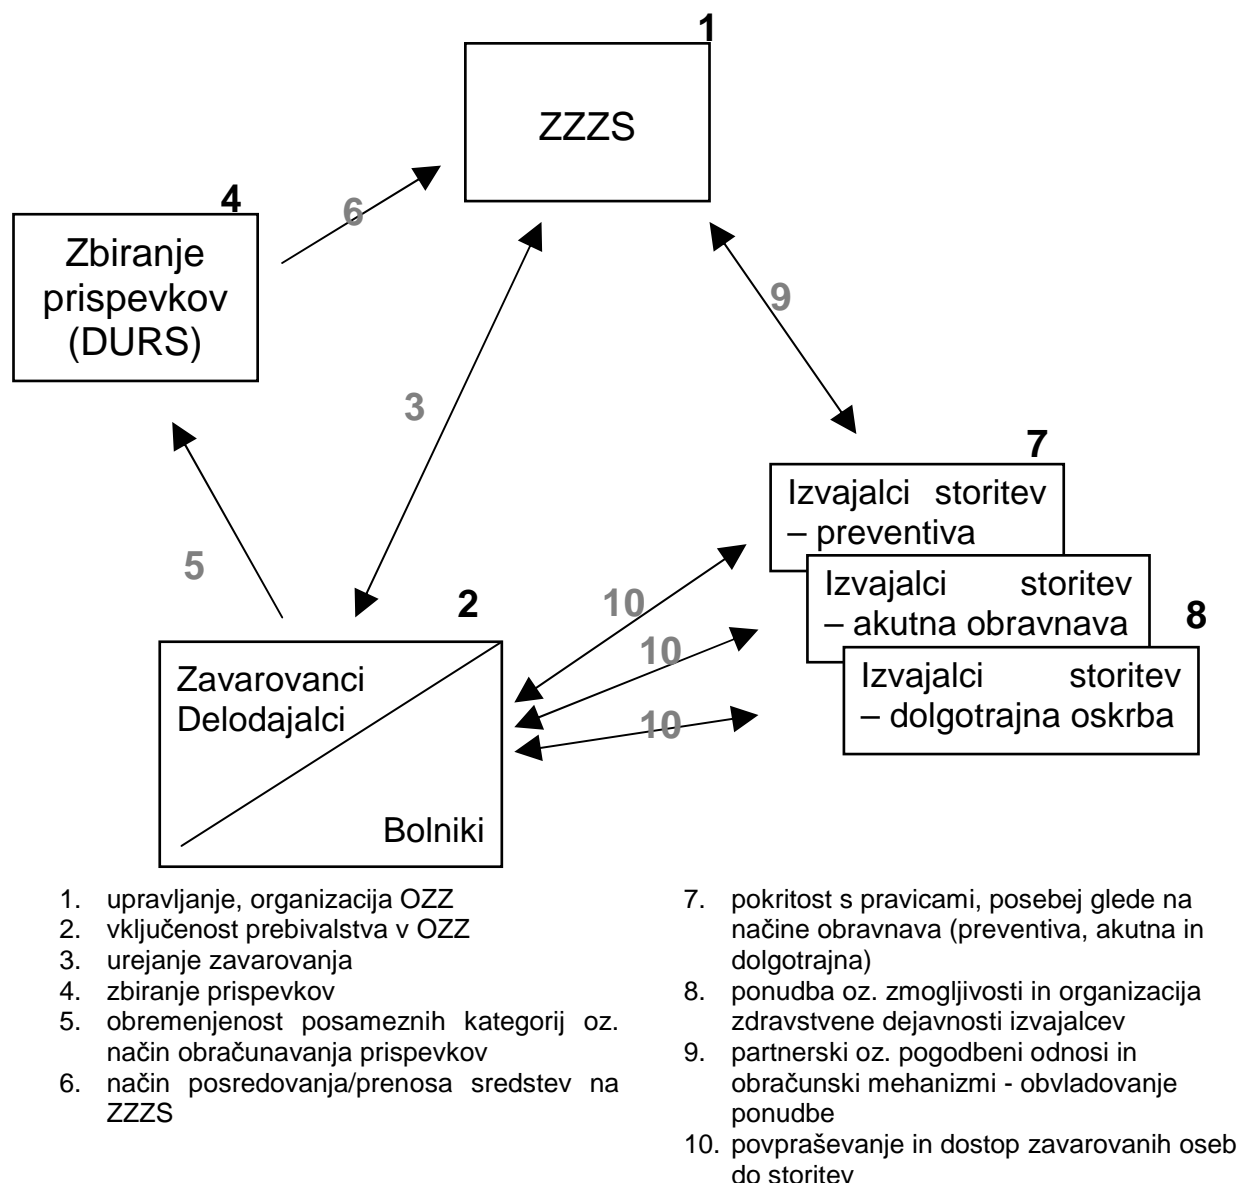 1
ZZZS
4
Zbiranje
prispevkov
(DURS)
6
9
3
7
Izvajalci storitev
– preventiva
5
2
10
Izvajalci storitev
– akutna obravnava
8
10
Izvajalci storitev
– dolgotrajna oskrba
10
Zavarovanci
Delodajalci
Bolniki
1. upravljanje, organizacija OZZ
2. vključenost prebivalstva v OZZ
3. urejanje zavarovanja
4. zbiranje prispevkov
5. obremenjenost posameznih kategorij oz.
način obračunavanja prispevkov
6. način posredovanja/prenosa sredstev na
ZZZS
7. pokritost s pravicami, posebej glede na
načine obravnava (preventiva, akutna in
dolgotrajna)
8. ponudba oz. zmogljivosti in organizacija
zdravstvene dejavnosti izvajalcev
9. partnerski oz. pogodbeni odnosi in
obračunski mehanizmi - obvladovanje
ponudbe
10. povpraševanje in dostop zavarovanih oseb
do storitev